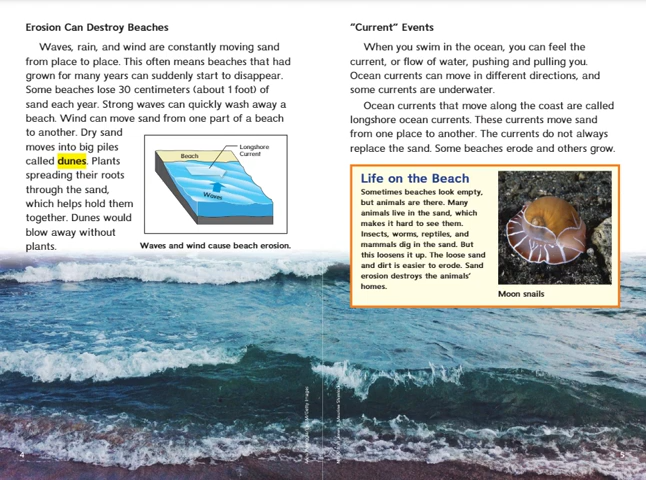 Erosion Can Destroy Beaches
Waves, rain, and wind are constantly moving sand
from place to place. This often means beaches that had
grown for many years can suddenly start to disappear.
Some beaches lose 30 centimeters (about 1 foot) of
sand each year. Strong waves can quickly wash away a
beach. Wind can move sand from one part of a beach
to another. Dry sand
moves into big piles
called dunes. Plants
spreading their roots
through the sand,
which helps hold them
together. Dunes would
blow away without
plants.
Beach
Longshore
Current
Waves
Waves and wind cause beach erosion.
4
"Current" Events
When you swim in the ocean, you can feel the
current, or flow of water, pushing and pulling you.
Ocean currents can move in different directions, and
some currents are underwater.
Ocean currents that move along the coast are called
longshore ocean currents. These currents move sand
from one place to another. The currents do not always
replace the sand. Some beaches erode and others grow.
Life on the Beach
Sometimes beaches look empty,
but animals are there. Many
animals live in the sand, which
makes it hard to see them.
Insects, worms, reptiles, and
mammals dig in the sand. But
this loosens it up. The loose sand
and dirt is easier to erode. Sand
erosion destroys the animals'
homes.
Moon snails
5